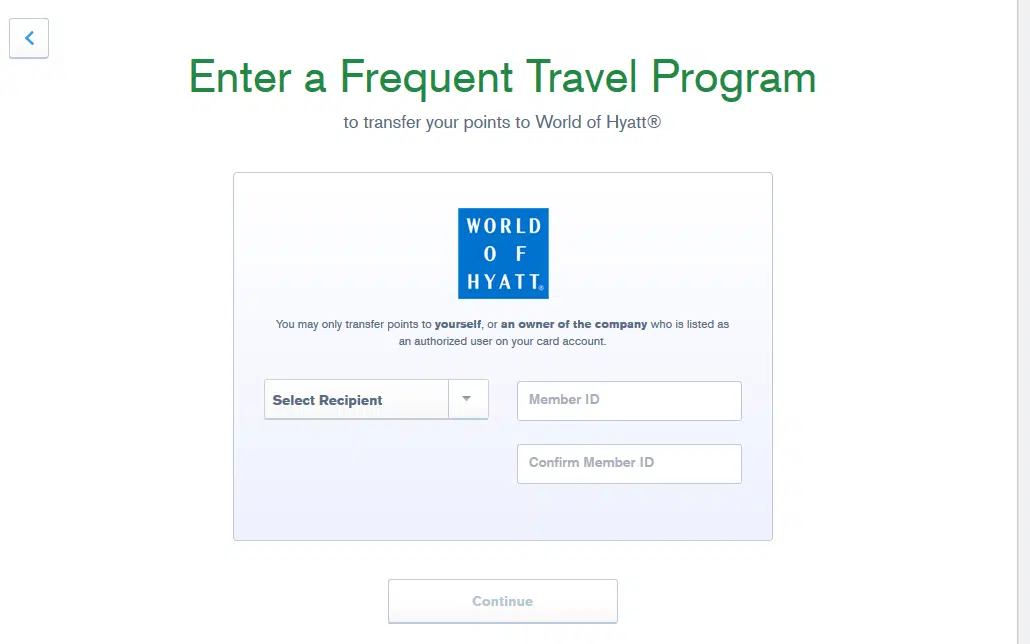 Enter a Frequent Travel Program
to transfer your points to World of Hyatt®
WORLD
OF
HYATT®
You may only transfer points to yourself, or an owner of the company who is listed as
an authorized user on your card account.
Select Recipient
Member ID
Confirm Member ID
Continue